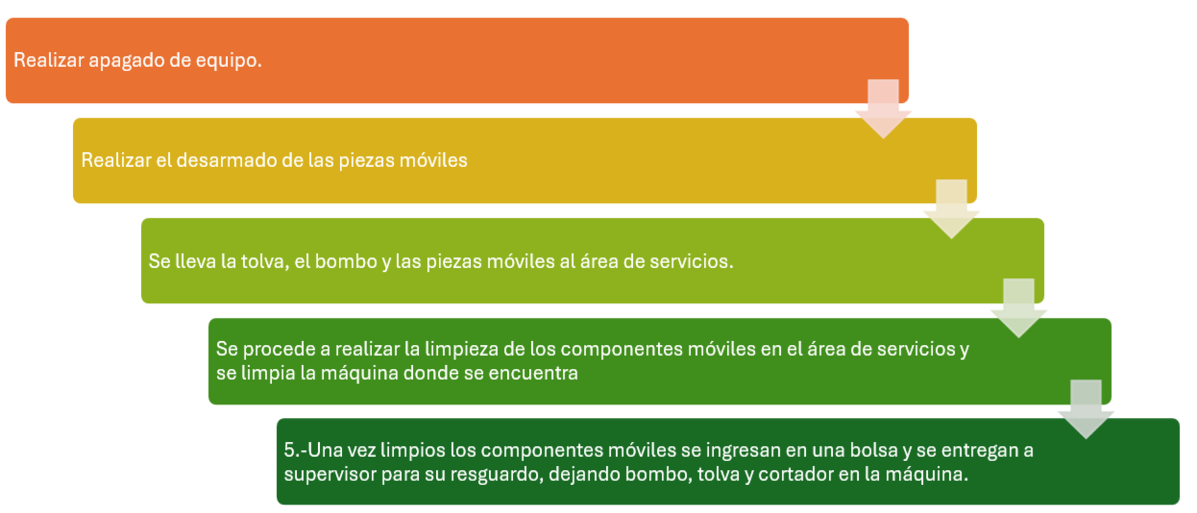 Realizar apagado de equipo.
Realizar el desarmado de las piezas móviles
Se lleva la tolva, el bombo y las piezas móviles al área de servicios.
Se procede a realizar la limpieza de los componentes móviles en el área de servicios y
se limpia la máquina donde se encuentra
5.-Una vez limpios los componentes móviles se ingresan en una bolsa y se entregan a
supervisor para su resguardo, dejando bombo, tolva y cortador en la máquina.